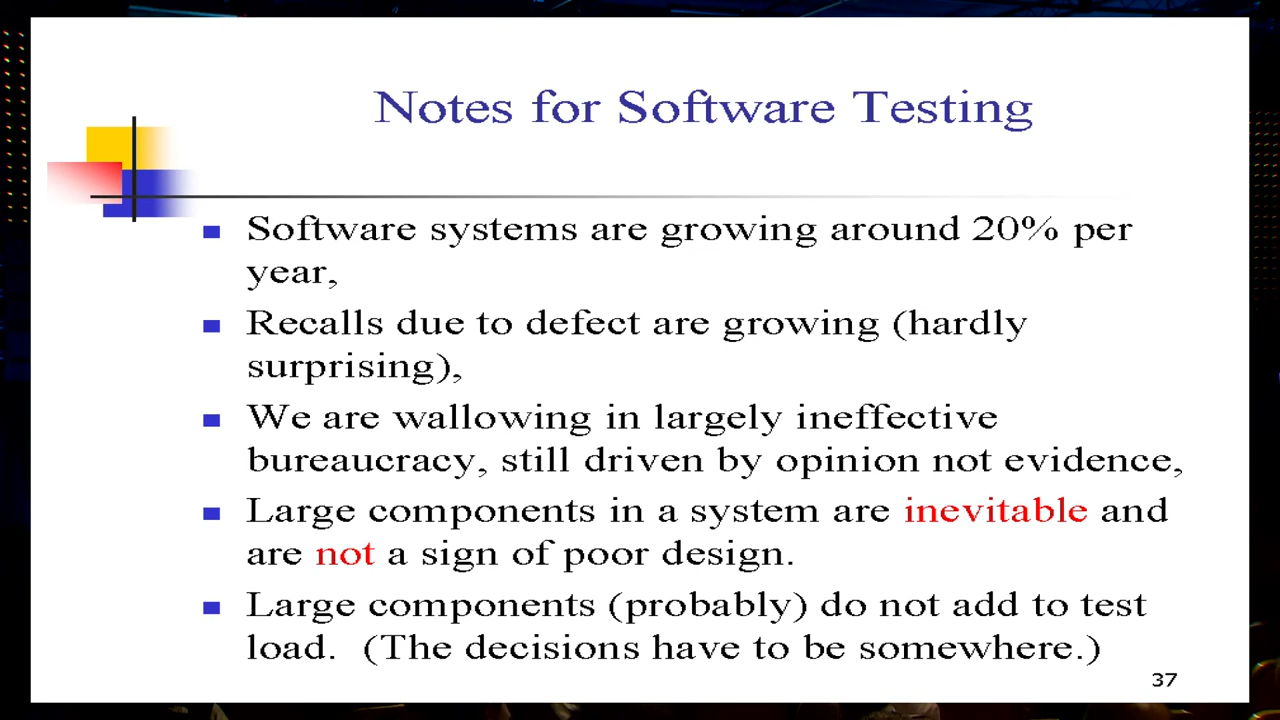 Notes for Software Testing
Software systems are growing around 20% per
year,
Recalls due to defect are growing (hardly
surprising),
We are wallowing in largely ineffective
bureaucracy, still driven by opinion not evidence,
Large components in a system are inevitable and
are not a sign of poor design.
Large components (probably) do not add to test
load.  (The decisions have to be somewhere.)
37